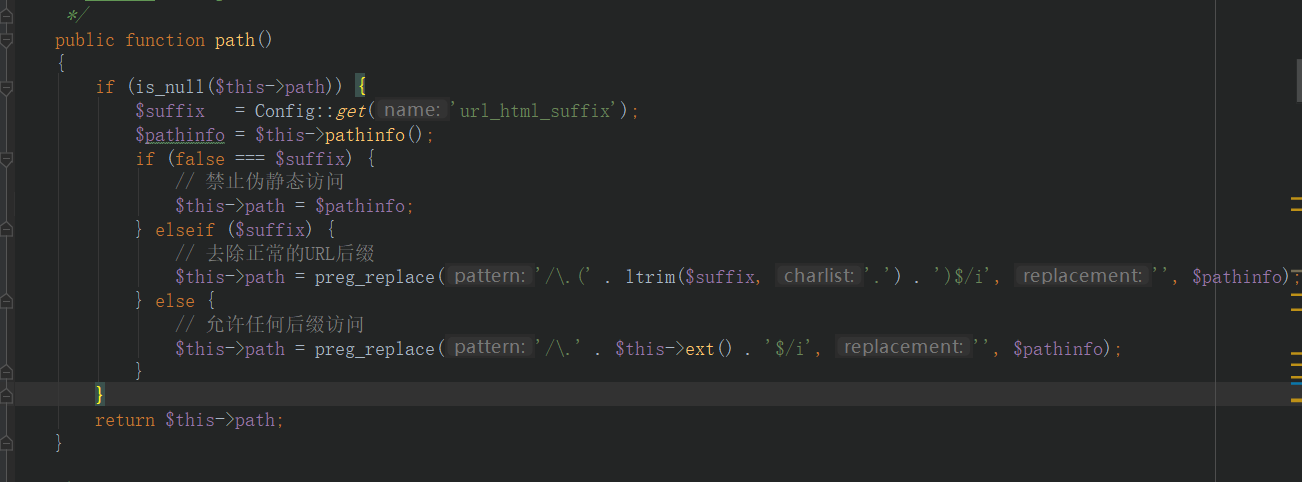 */
public function path()
{
if (is_null($this->path)) {
$suffix = Config::get( name: 'url_html_suffix');
$pathinfo = $this->pathinfo();
if (false === $suffix) {
// 禁止伪静态访问
$this->path = $pathinfo;
} elseif ($suffix) {
// 去除正常的URL后缀
$this->path = preg_replace( pattern: '/\.(' . ltrim($suffix, charlist: '.') . ')$/i', replacement: '', $pathinfo);
} else {
// 允许任何后缀访问
$this->path = preg_replace( pattern: '/\.' . $this->ext() . '$/i', replacement: '', $pathinfo);
}
}
return $this->path;
}